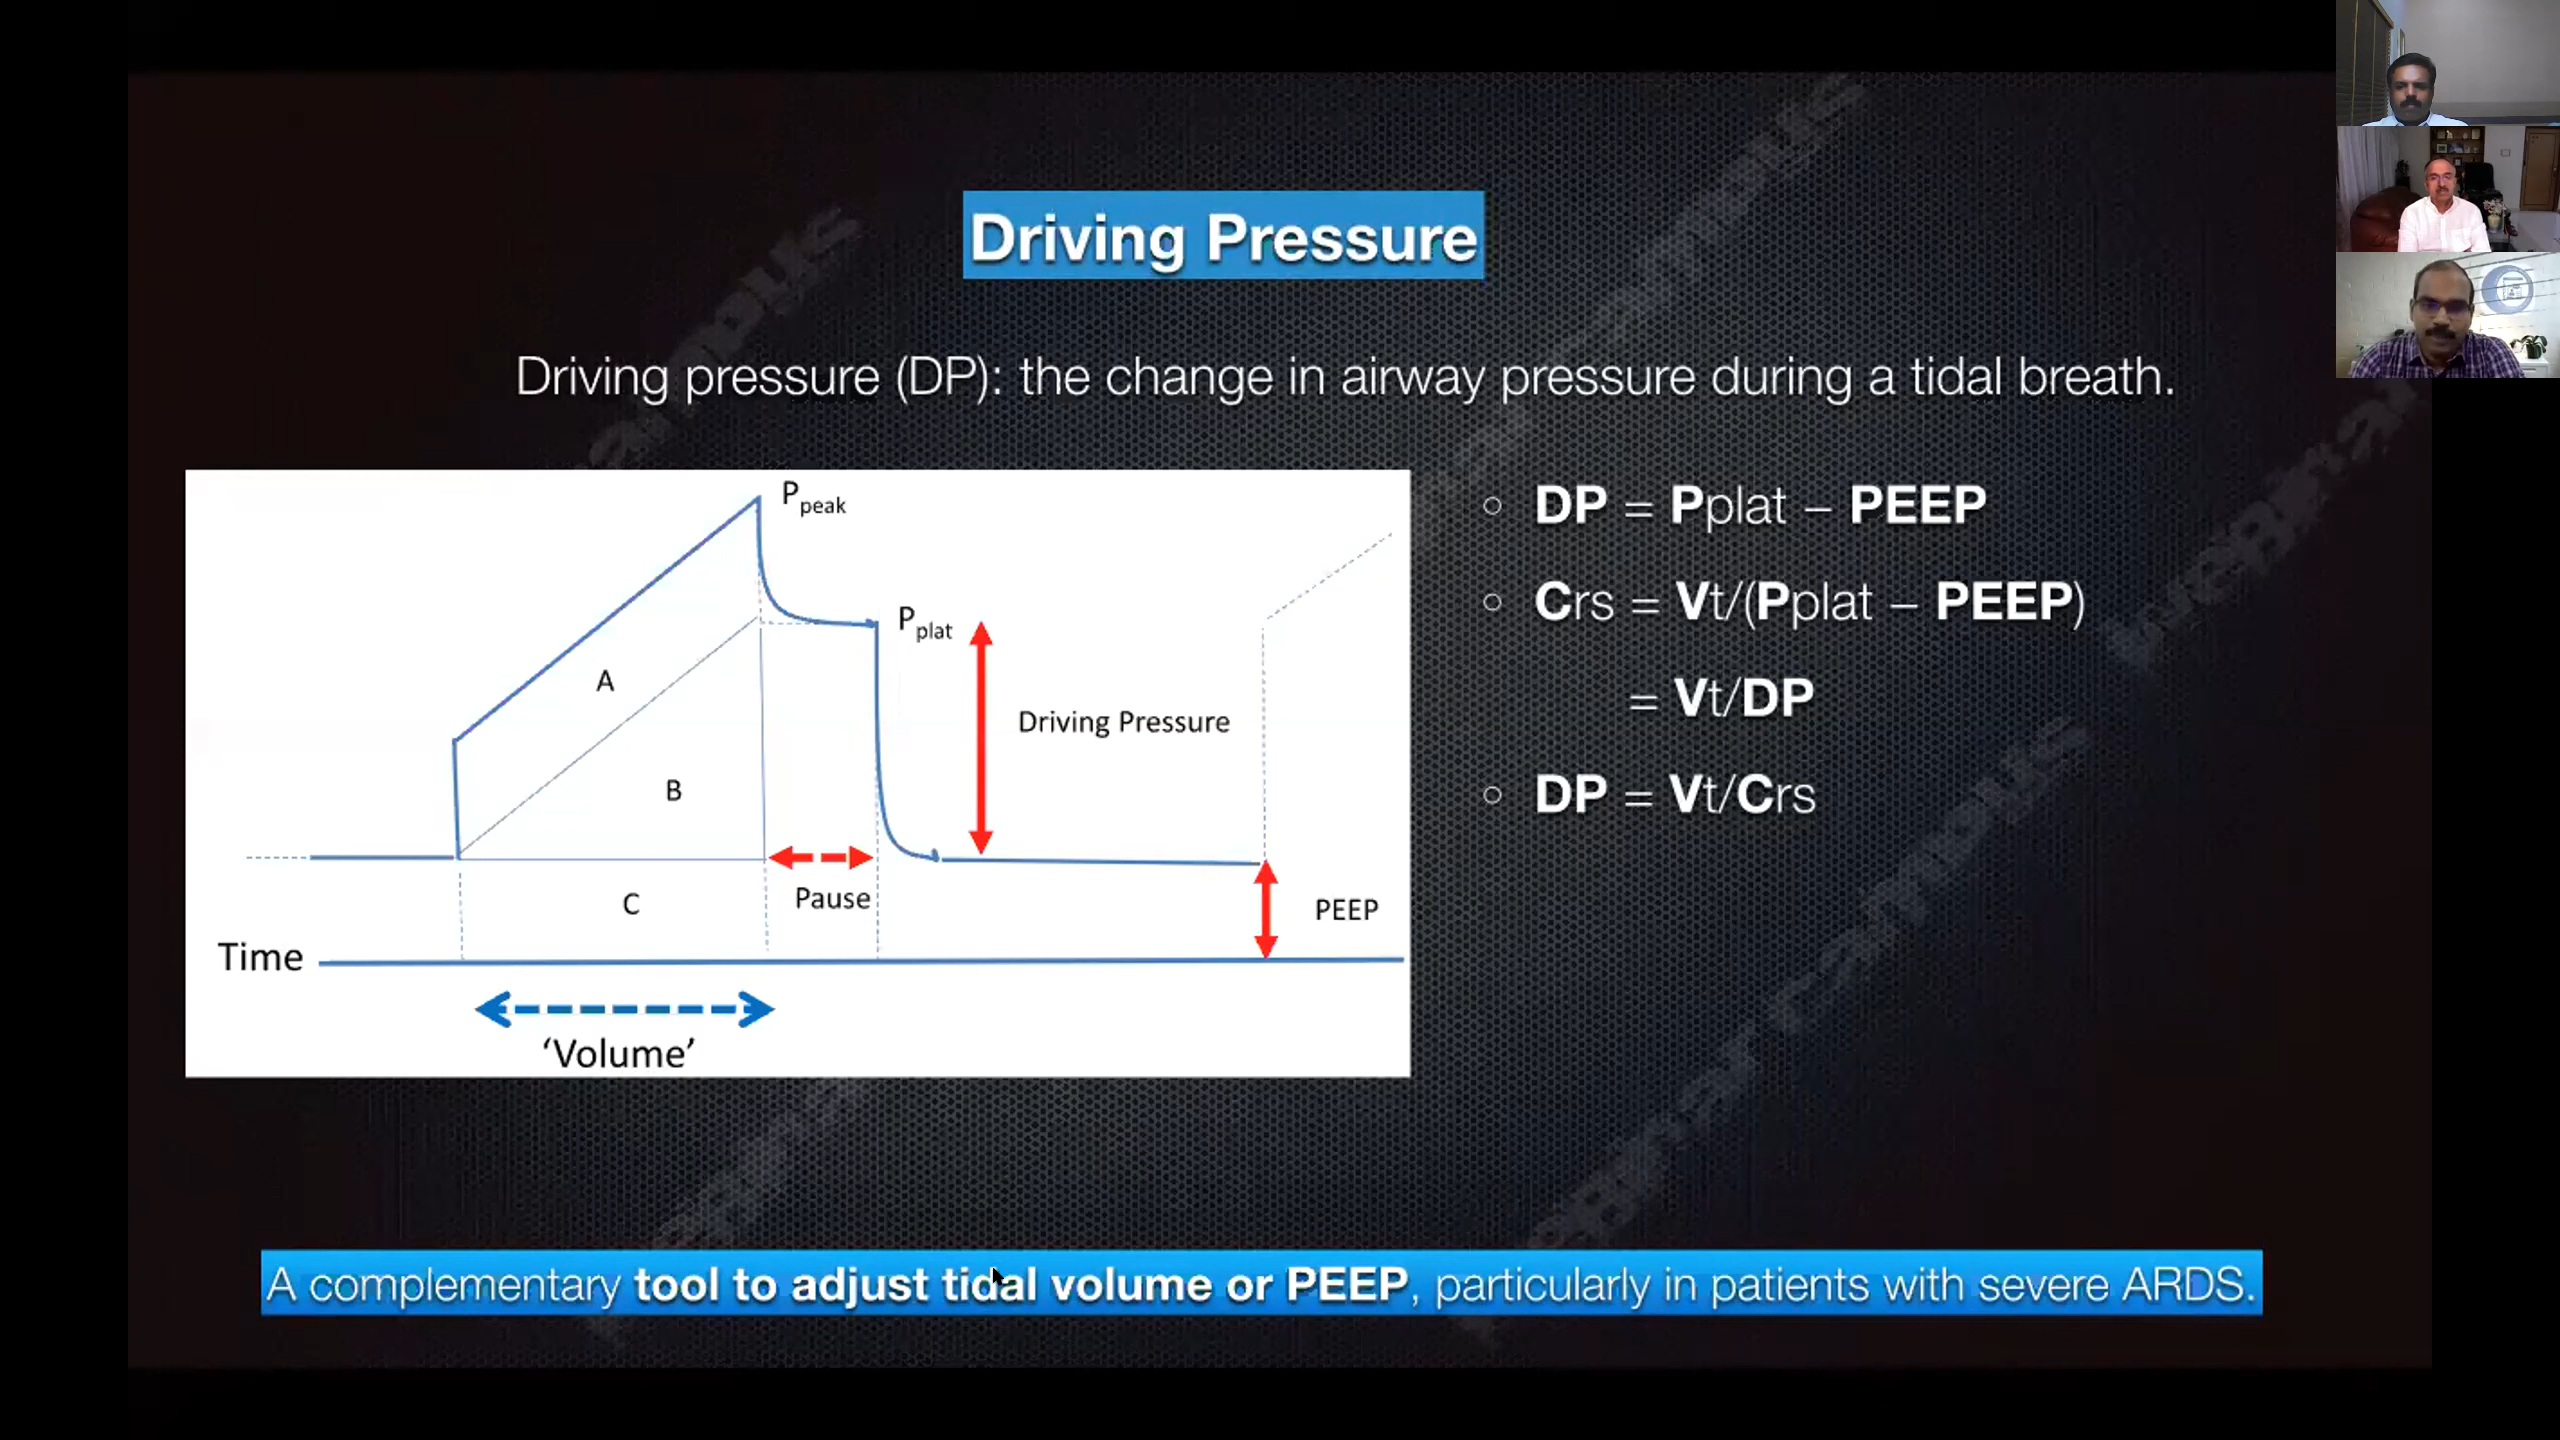 Driving Pressure
Driving pressure (DP): the change in airway pressure during a tidal breath.
P peak
P plat
A
Driving Pressure
B
Pause
C
PEEP
Time
‘Volume’
○ DP = Pplat – PEEP
○ Crs = Vt/(Pplat – PEEP)
= Vt/DP
○ DP = Vt/Crs
A complementary tool to adjust tidal volume or PEEP, particularly in patients with severe ARDS.